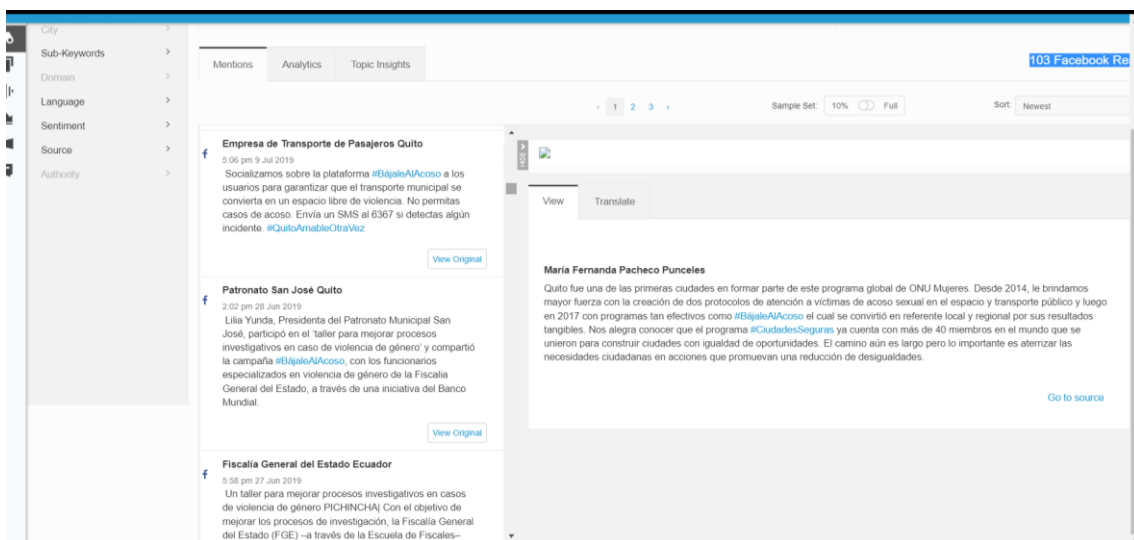 City
Sub-Keywords
Domain
Language
Sentiment
Source
Authority
Mentions
Analytics
Topic Insights
103 Facebook Re
‹ 1 2 3 ›
Sample Set: 10% Full
Sort: Newest
Empresa de Transporte de Pasajeros Quito
5:06 pm 9 Jul 2019
Socializamos sobre la plataforma #BájaleAlAcoso a los
usuarios para garantizar que el transporte municipal se
convierta en un espacio libre de violencia. No permitas
casos de acoso. Envía un SMS al 6367 si detectas algún
incidente. #QuitoAmableOtraVez
View Original
Patronato San José Quito
2:02 pm 28 Jun 2019
Lilia Yunda, Presidenta del Patronato Municipal San
José, participó en el 'taller para mejorar procesos
investigativos en caso de violencia de género' y compartió
la campaña #BájaleAlAcoso, con los funcionarios
especializados en violencia de género de la Fiscalia
General del Estado, a través de una iniciativa del Banco
Mundial.
View Original
Fiscalía General del Estado Ecuador
5:58 pm 27 Jun 2019
Un taller para mejorar procesos investigativos en casos
de violencia de género PICHINCHA| Con el objetivo de
mejorar los procesos de investigación, la Fiscalía General
del Estado (FGE) –a través de la Escuela de Fiscales–
HIDE
View
Translate
María Fernanda Pacheco Punceles
Quito fue una de las primeras ciudades en formar parte de este programa global de ONU Mujeres. Desde 2014, le brindamos
mayor fuerza con la creación de dos protocolos de atención a víctimas de acoso sexual en el espacio y transporte público y luego
en 2017 con programas tan efectivos como #BájaleAlAcoso el cual se convirtió en referente local y regional por sus resultados
tangibles. Nos alegra conocer que el programa #CiudadesSeguras ya cuenta con más de 40 miembros en el mundo que se
unieron para construir ciudades con igualdad de oportunidades. El camino aún es largo pero lo importante es aterrizar las
necesidades ciudadanas en acciones que promuevan una reducción de desigualdades.
Go to source